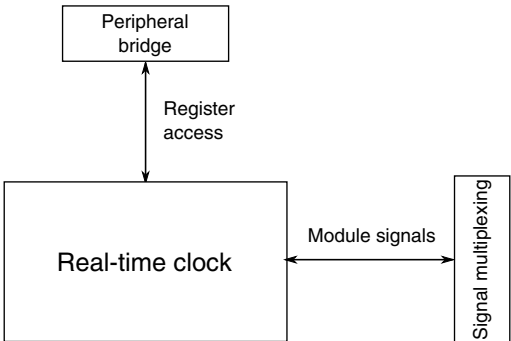 Peripheral
bridge
Register
access
Real-time clock
Module signals
Signal multiplexing